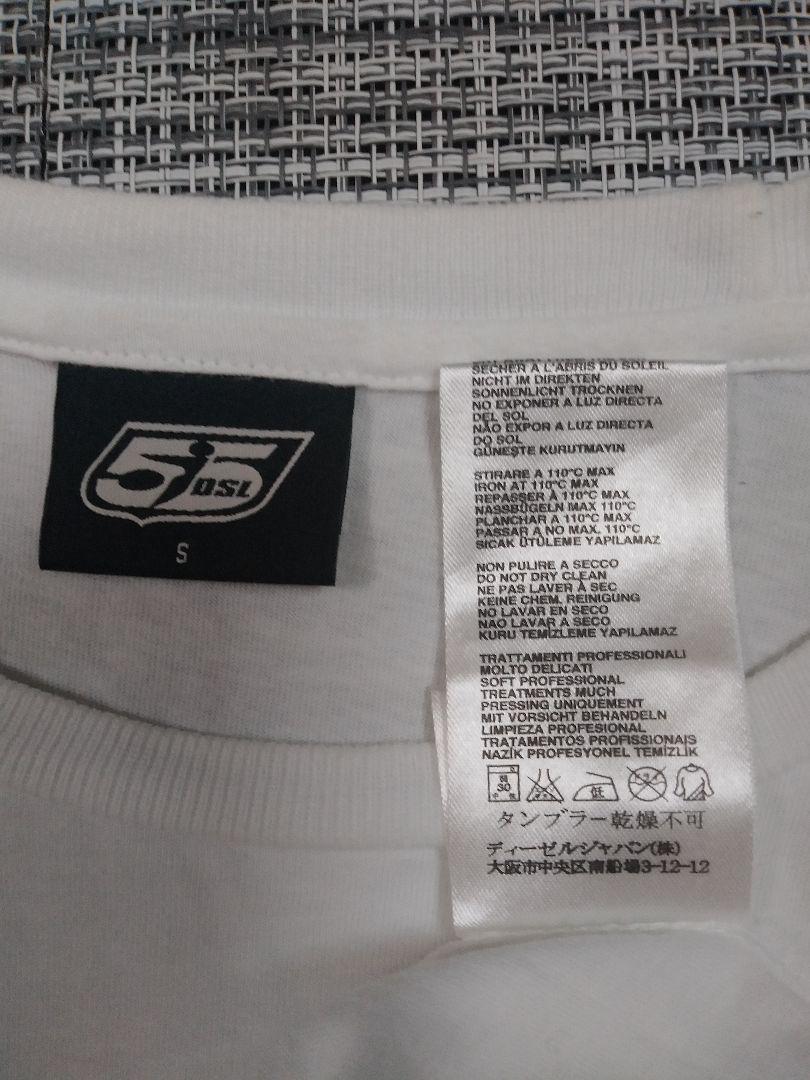 55DSL
S
SÉCHER À L'ABRIS DU SOLEIL
NICHT IM DIREKTEN
SONNENLICHT TROCKNEN
NO EXPONER A LUZ DIRECTA
DEL SOL
NÃO EXPOR A LUZ DIRECTA
DO SOL
GÜNEŞTE KURUTMAYIN
STIRARE A 110°C MAX
IRON AT 110°C MAX
REPASSER À 110°C MAX
NASSBÜGELN MAX 110°C
PLANCHAR A 110°C MAX
PASSAR A NO MAX. 110°C
SICAK ÜTÜLEME YAPILAMAZ
NON PULIRE A SECCO
DO NOT DRY CLEAN
NE PAS LAVER À SEC
KEINE CHEM. REINIGUNG
NO LAVAR EN SECO
NAO LAVAR A SECO
KURU TEMİZLEME YAPILAMAZ
TRATTAMENTI PROFESSIONALI
MOLTO DELICATI
SOFT PROFESSIONAL
TREATMENTS MUCH
PRESSING UNIQUEMENT
MIT VORSICHT BEHANDELN
LIMPIEZA PROFESIONAL
TRATAMENTOS PROFISSIONAIS
NAZİK PROFESYONEL TEMİZLİK
30 低
タンブラー乾燥不可
ディーゼルジャパン(株)
大阪市中央区南船場3-12-12